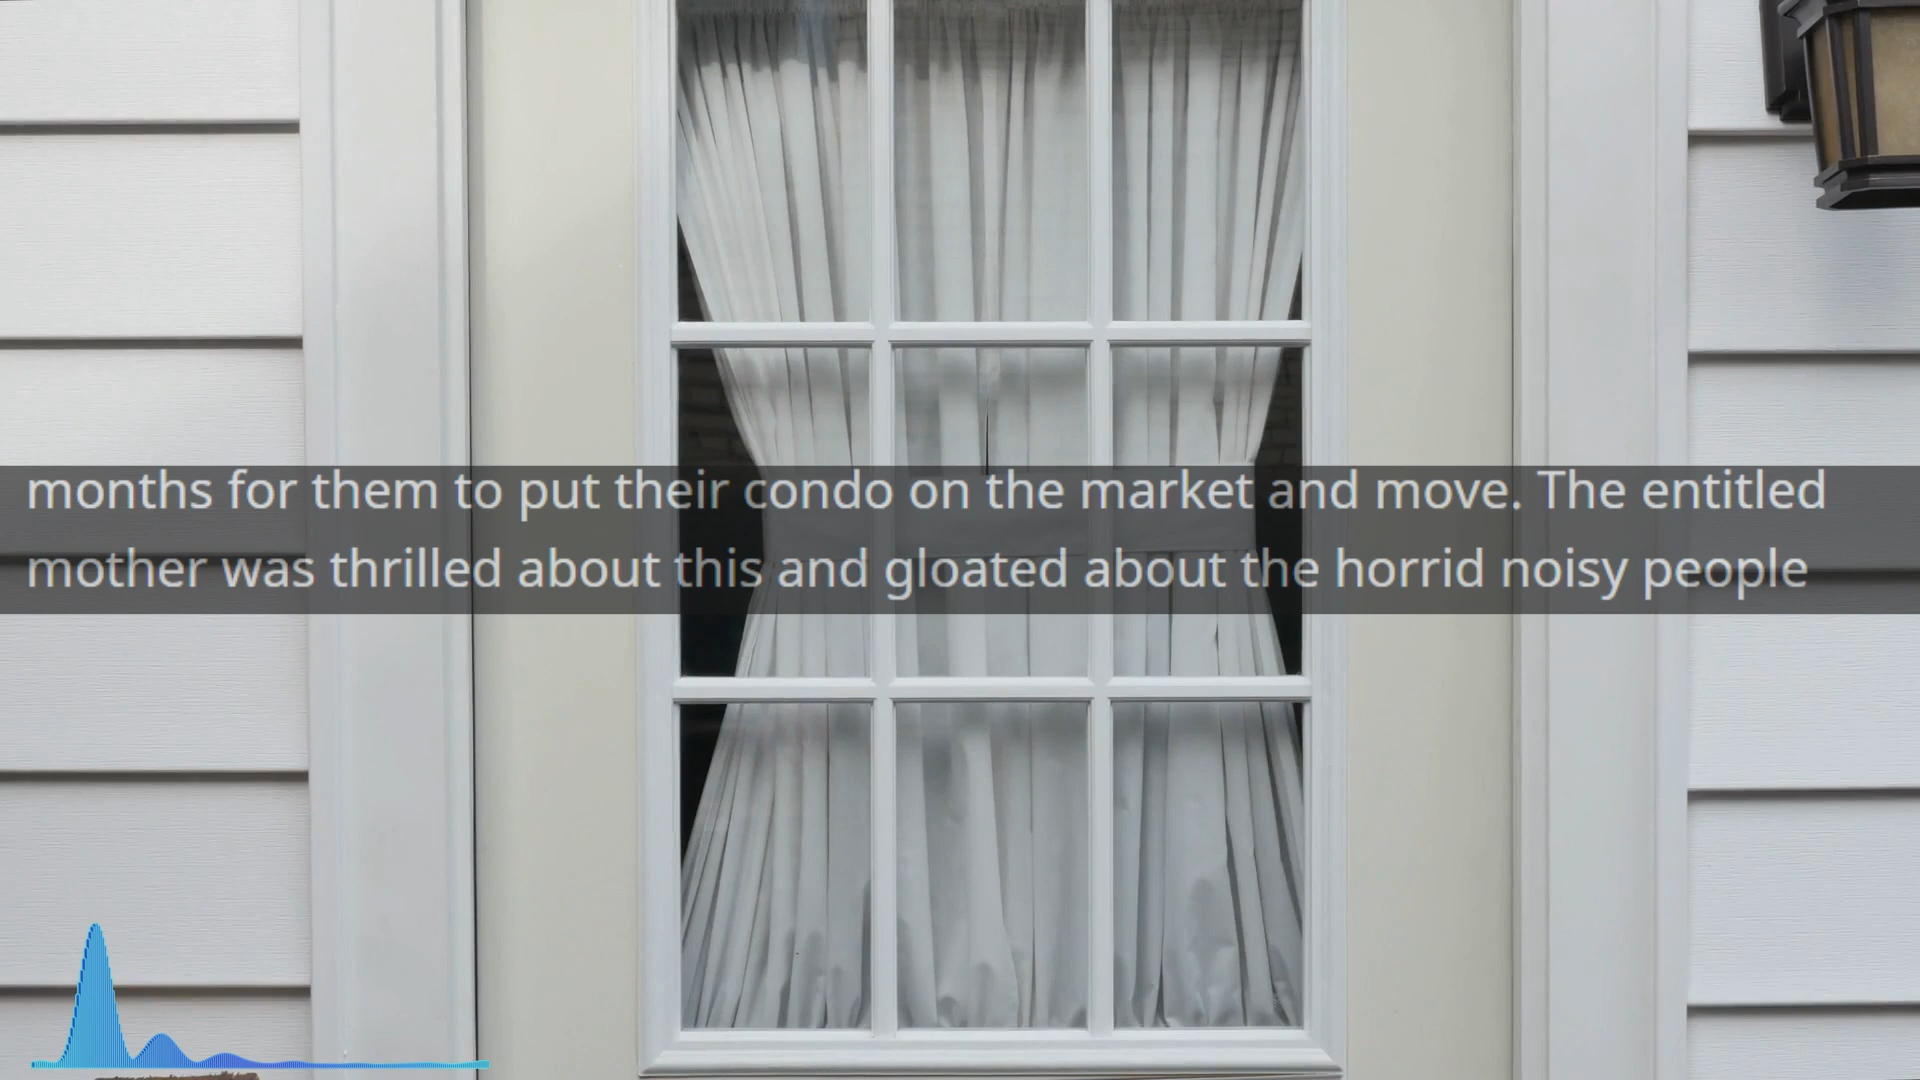 months for them to put their condo on the market and move. The entitled
mother was thrilled about this and gloated about the horrid noisy people